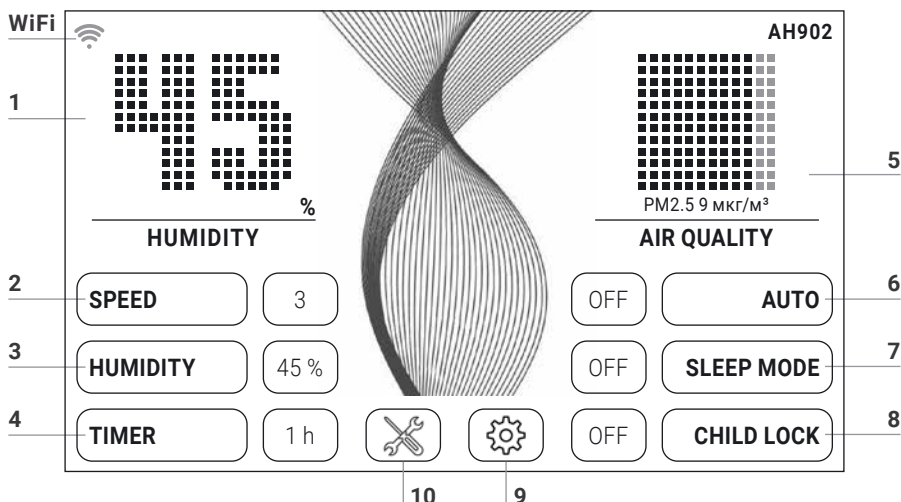 WiFi
AH902
1
45
%
HUMIDITY
5
PM2.5 9 мкг/м³
AIR QUALITY
2
SPEED
3
OFF
AUTO
6
3
HUMIDITY
45 %
OFF
SLEEP MODE
7
4
TIMER
1 h
OFF
CHILD LOCK
8
10
9